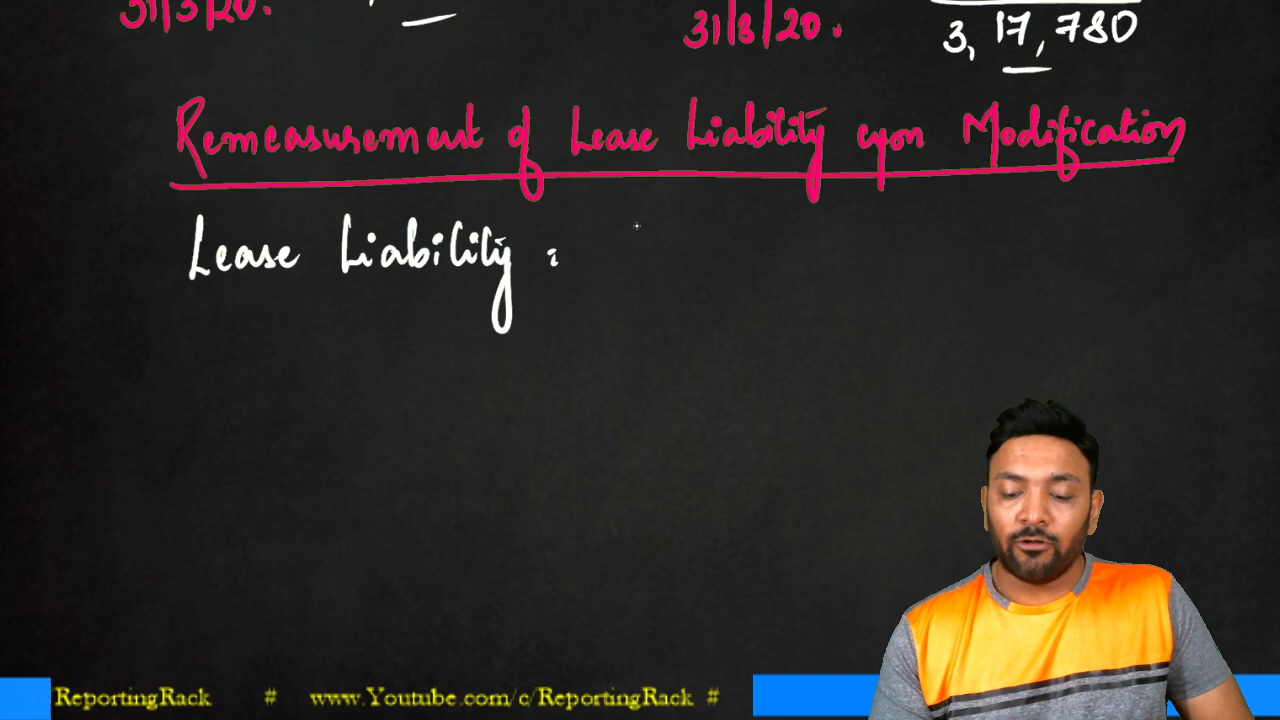 31/3/20.
31/3/20.
3, 17, 780
Remeasurement of Lease Liability upon Modification
Lease Liability :
/ReportingRack # www.Youtube.com/c/ReportingRack #